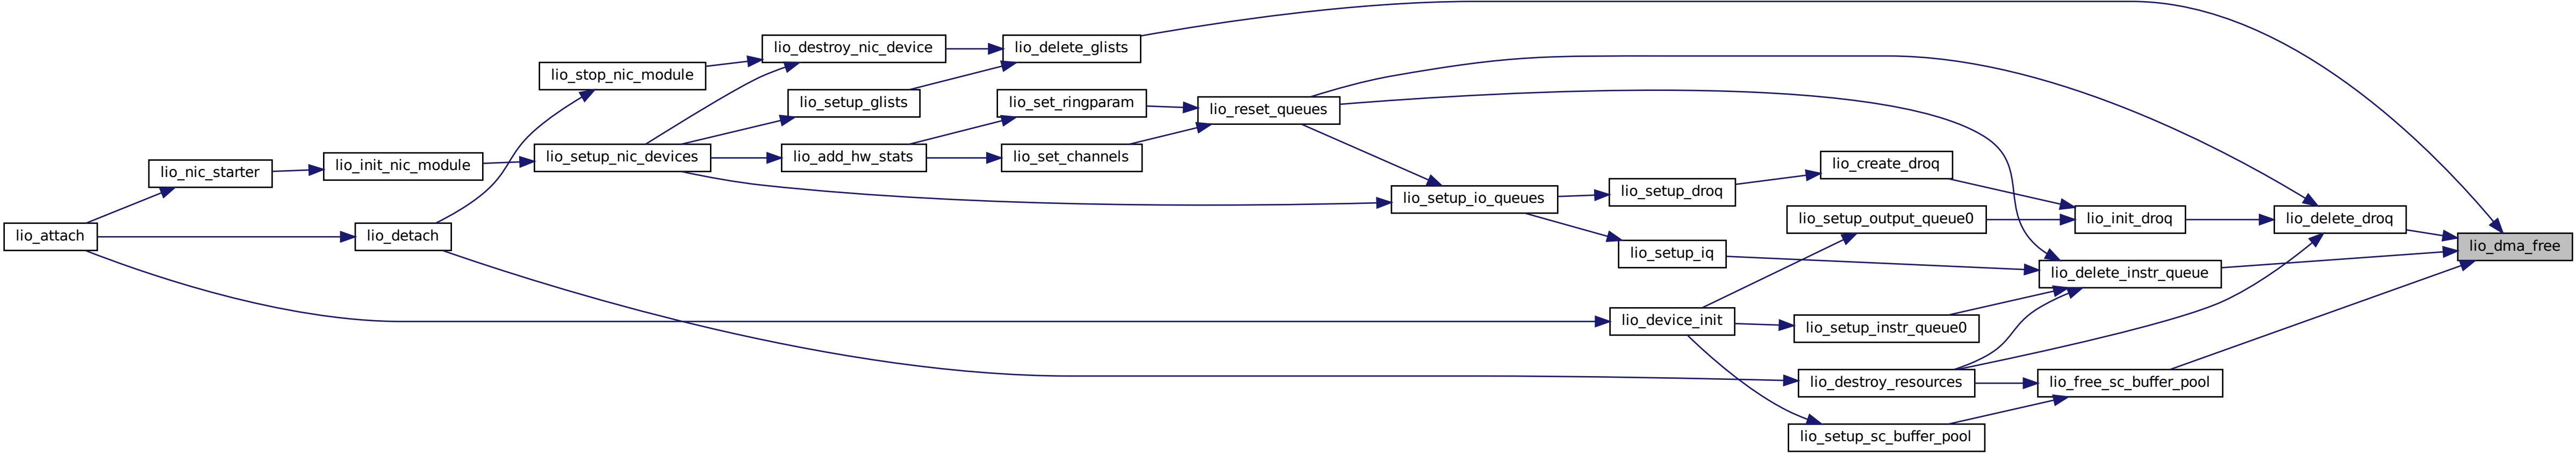 lio_destroy_nic_device
lio_delete_glists
lio_stop_nic_module
lio_setup_glists
lio_set_ringparam
lio_reset_queues
lio_setup_nic_devices
lio_add_hw_stats
lio_set_channels
lio_nic_starter
lio_init_nic_module
lio_create_droq
lio_setup_io_queues
lio_setup_droq
lio_attach
lio_detach
lio_setup_output_queue0
lio_init_droq
lio_delete_droq
lio_dma_free
lio_setup_iq
lio_delete_instr_queue
lio_device_init
lio_setup_instr_queue0
lio_destroy_resources
lio_free_sc_buffer_pool
lio_setup_sc_buffer_pool